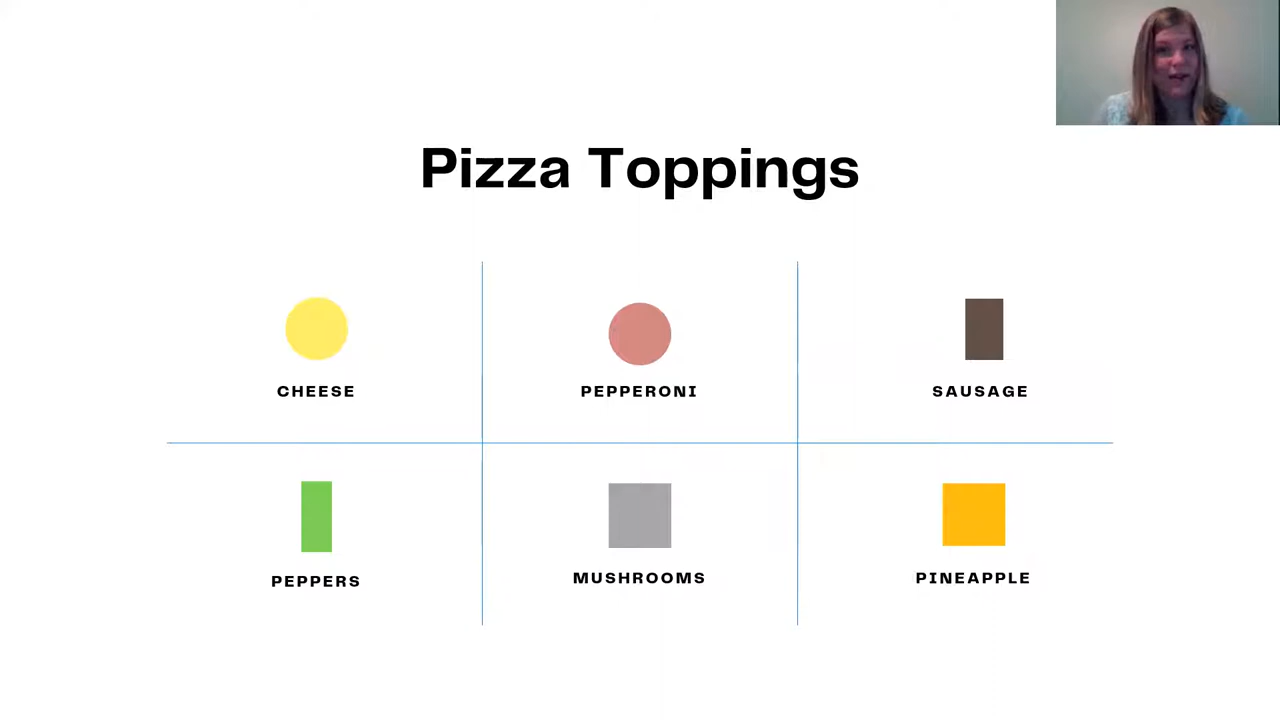 Pizza Toppings
CHEESE
PEPPERONI
SAUSAGE
PEPPERS
MUSHROOMS
PINEAPPLE